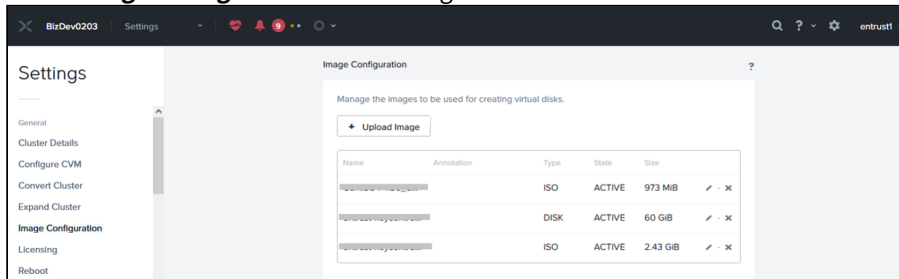 BizDev0203 Settings 9 ? entrust1
Settings
Image Configuration ?
Manage the images to be used for creating virtual disks.
+ Upload Image
General
Cluster Details
Configure CVM
Convert Cluster
Expand Cluster
Image Configuration
Licensing
Reboot
Name Annotation Type State Size
ISO ACTIVE 973 MiB
DISK ACTIVE 60 GiB
ISO ACTIVE 2.43 GiB